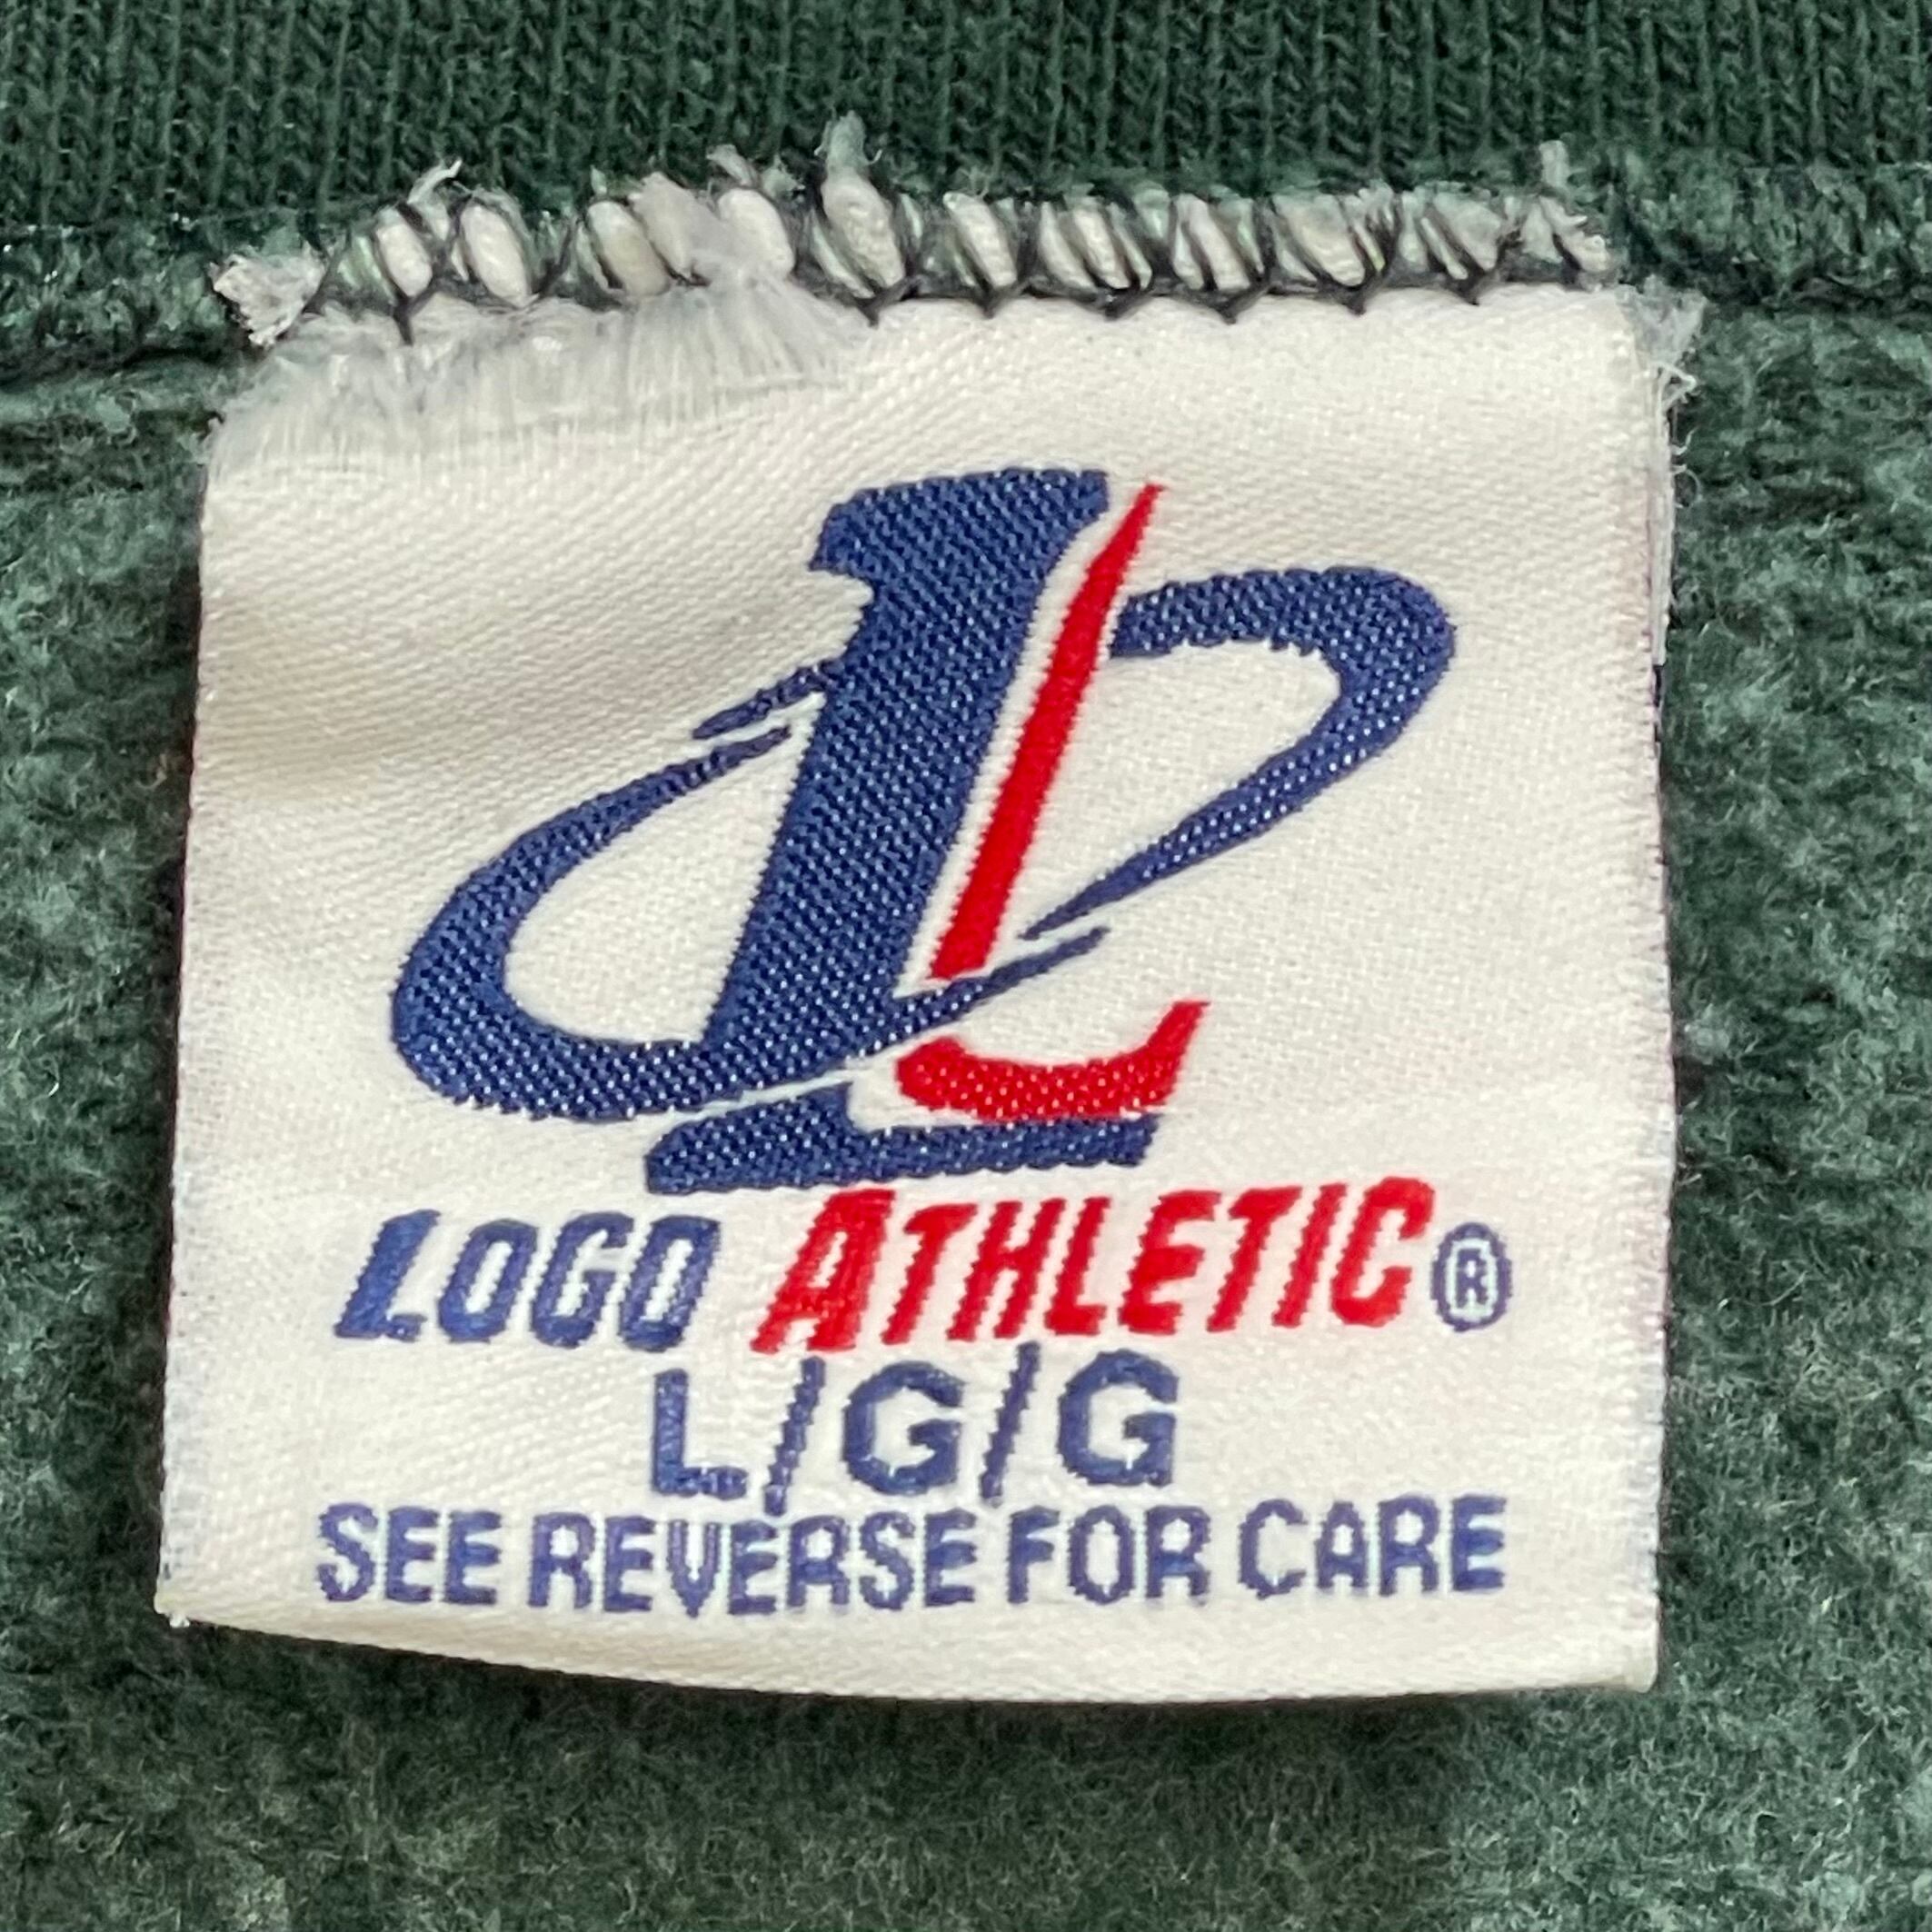 L
LOGO ATHLETIC®
L/G/G
SEE REVERSE FOR CARE